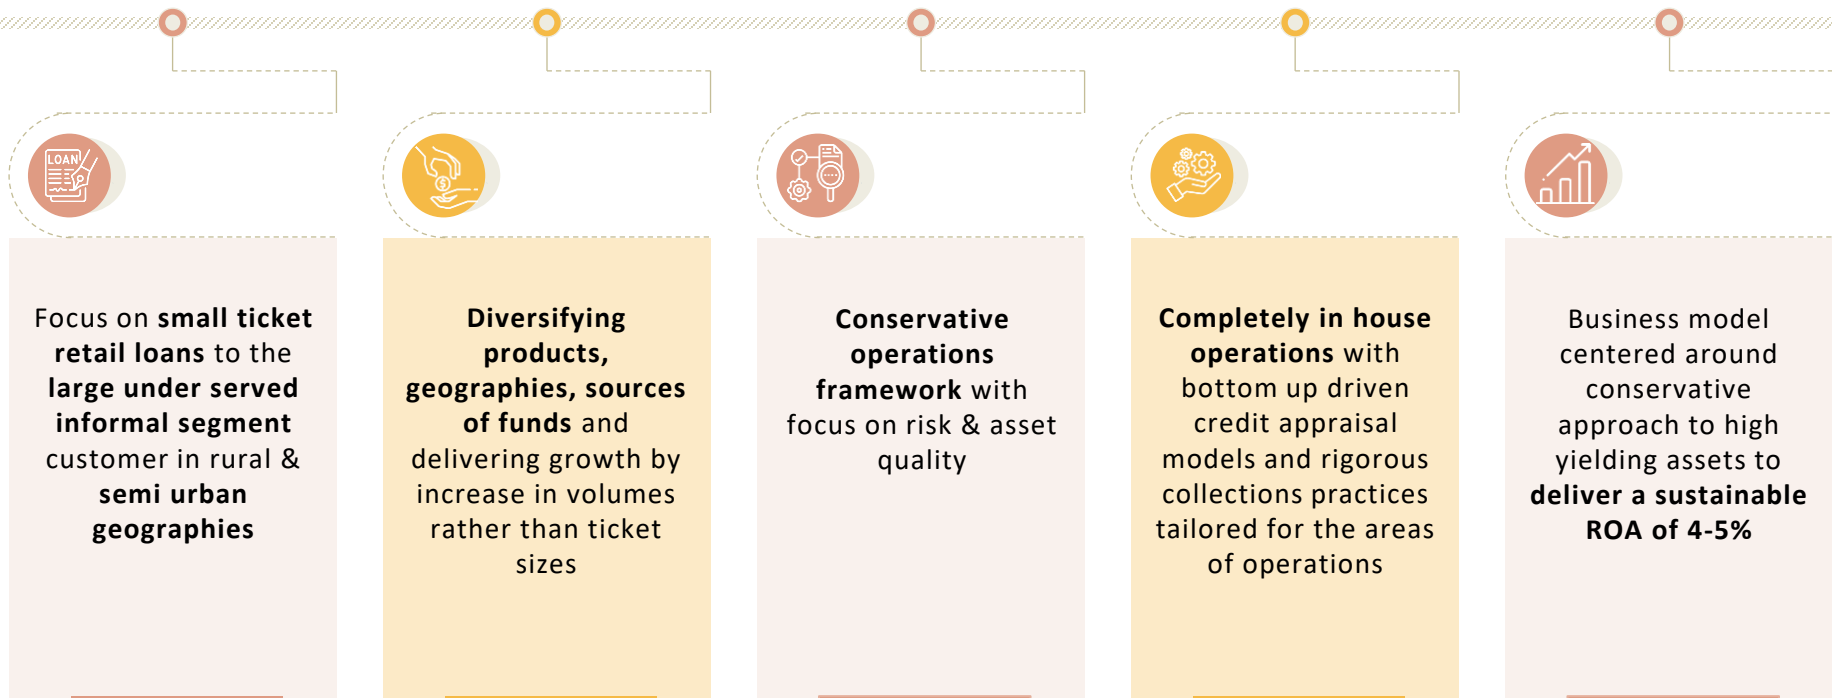 LOAN
Focus on small ticket
retail loans to the
large under served
informal segment
customer in rural &
semi urban
geographies
Diversifying
products,
geographies, sources
of funds and
delivering growth by
increase in volumes
rather than ticket
sizes
Conservative
operations
framework with
focus on risk & asset
quality
Completely in house
operations with
bottom up driven
credit appraisal
models and rigorous
collections practices
tailored for the areas
of operations
Business model
centered around
conservative
approach to high
yielding assets to
deliver a sustainable
ROA of 4-5%